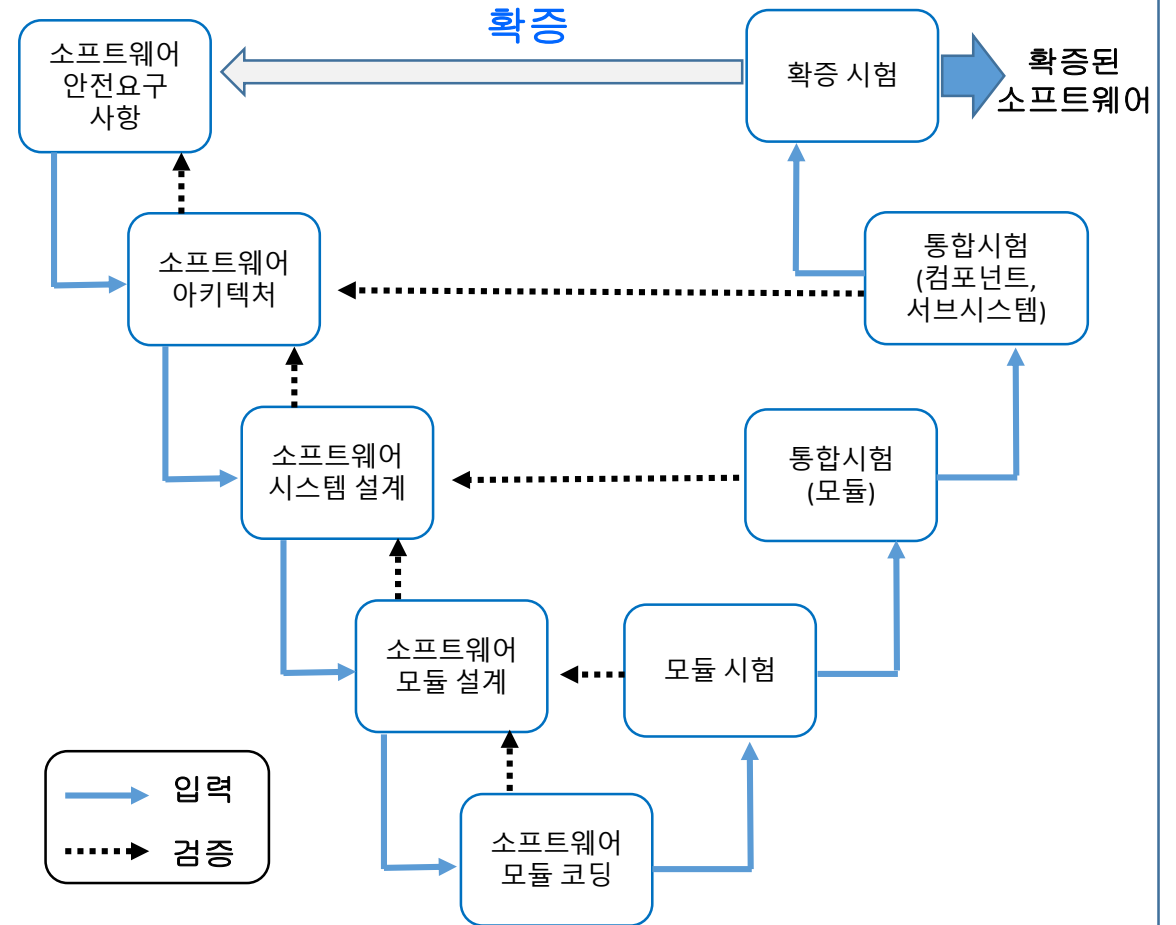 확증
소프트웨어
안전요구
사항
확증 시험
확증된
소프트웨어
소프트웨어
아키텍처
통합시험
(컴포넌트,
서브시스템)
소프트웨어
시스템 설계
통합시험
(모듈)
소프트웨어
모듈 설계
모듈 시험
입력
검증
소프트웨어
모듈 코딩